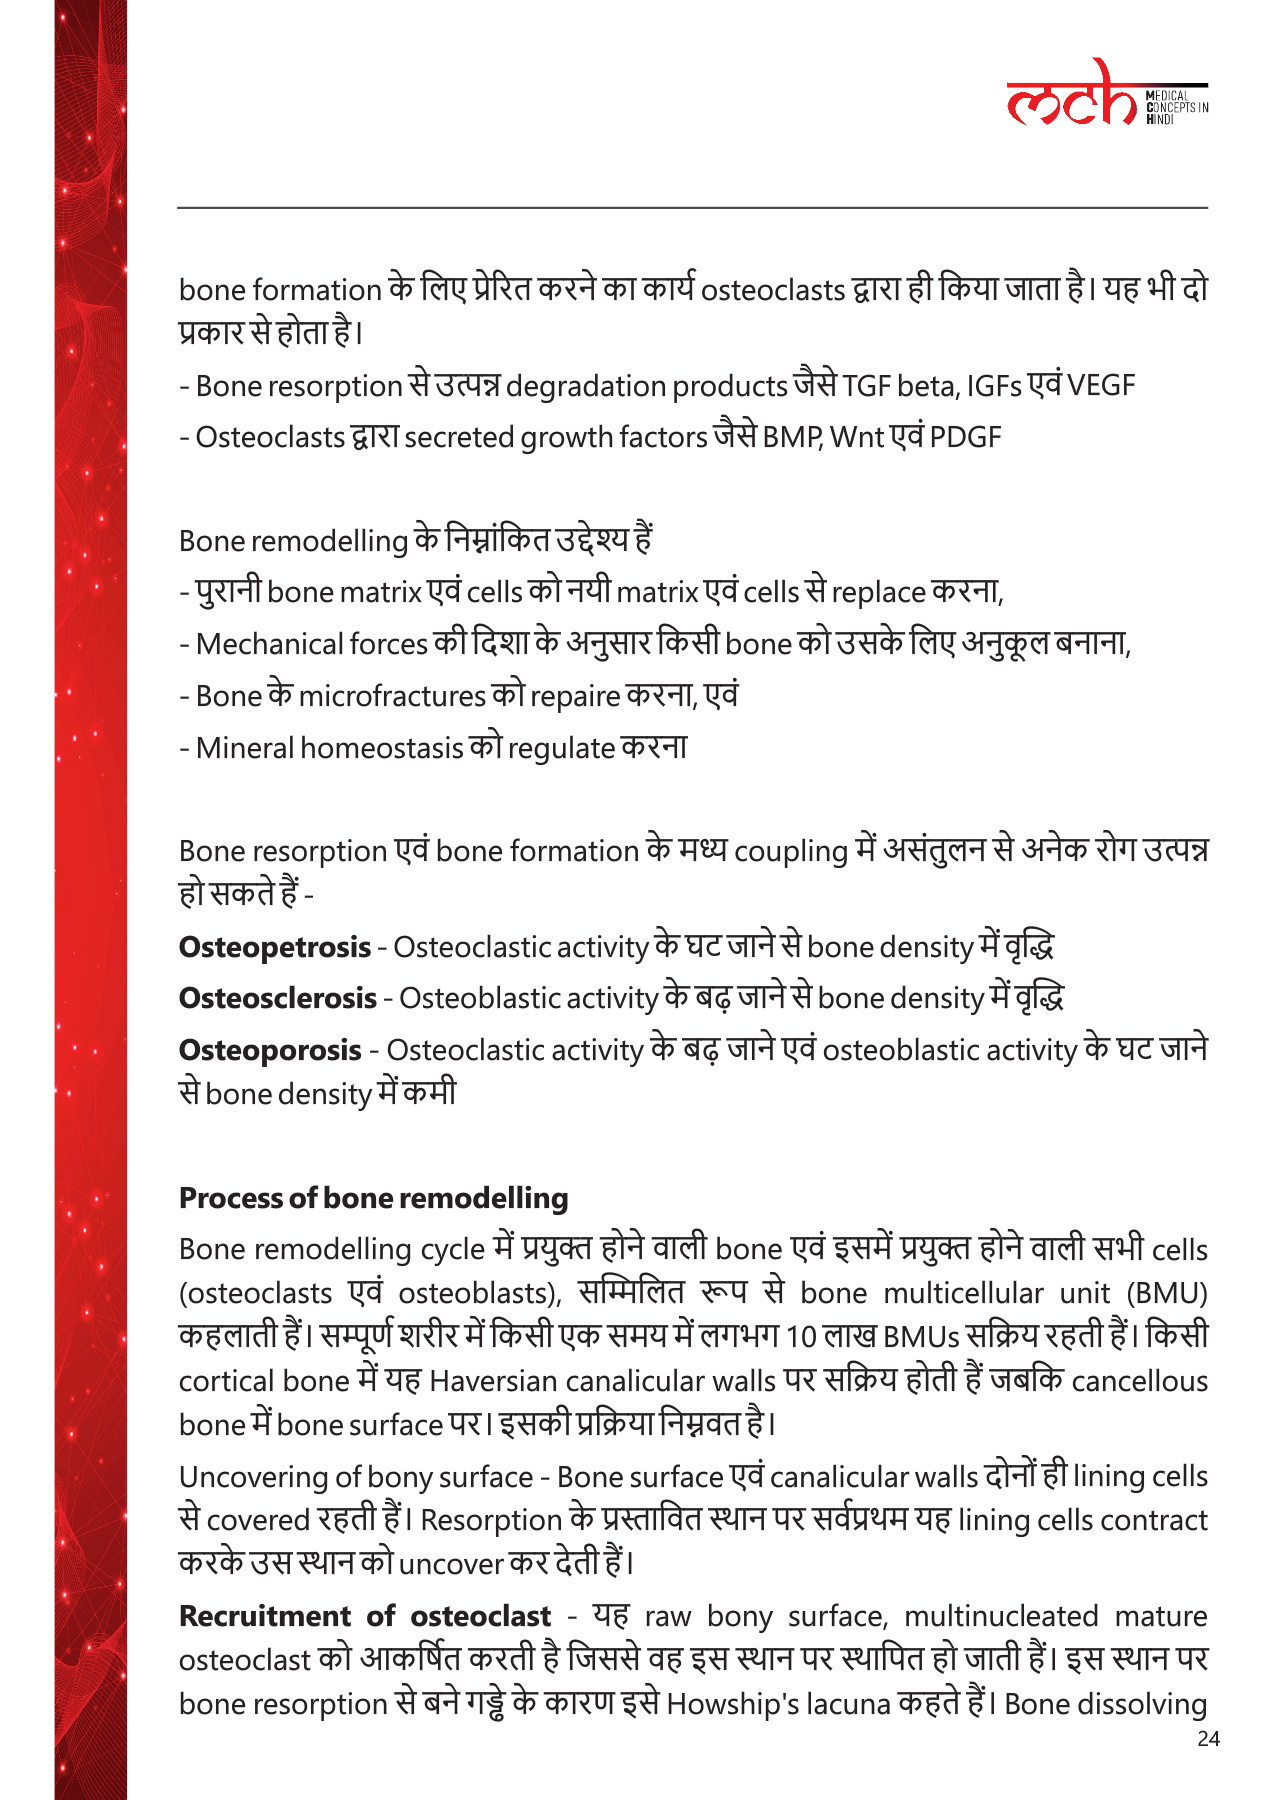 mch MEDICAL
CONCEPTS IN
HINDI
bone formation के लिए प्रेरित करने का कार्य osteoclasts द्वारा ही किया जाता है। यह भी दो
प्रकार से होता है।
- Bone resorption से उत्पन्न degradation products जैसे TGF beta, IGFs एवं VEGF
- Osteoclasts द्वारा secreted growth factors जैसे BMP, Wnt एवं PDGF
Bone remodelling के निम्नांकित उद्देश्य हैं
- पुरानी bone matrix एवं cells को नयी matrix एवं cells से replace करना,
- Mechanical forces की दिशा के अनुसार किसी bone को उसके लिए अनुकूल बनाना,
- Bone के microfractures को repaire करना, एवं
- Mineral homeostasis को regulate करना
Bone resorption एवं bone formation के मध्य coupling में असंतुलन से अनेक रोग उत्पन्न
हो सकते हैं -
Osteopetrosis - Osteoclastic activity के घट जाने से bone density में वृद्धि
Osteosclerosis - Osteoblastic activity के बढ़ जाने से bone density में वृद्धि
Osteoporosis - Osteoclastic activity के बढ़ जाने एवं osteoblastic activity के घट जाने
से bone density में कमी
Process of bone remodelling
Bone remodelling cycle में प्रयुक्त होने वाली bone एवं इसमें प्रयुक्त होने वाली सभी cells
(osteoclasts एवं osteoblasts), सम्मिलित रूप से bone multicellular unit (BMU)
कहलाती हैं। सम्पूर्ण शरीर में किसी एक समय में लगभग 10 लाख BMUs सक्रिय रहती हैं। किसी
cortical bone में यह Haversian canalicular walls पर सक्रिय होती हैं जबकि cancellous
bone में bone surface पर। इसकी प्रक्रिया निम्नवत है।
Uncovering of bony surface - Bone surface एवं canalicular walls दोनों ही lining cells
से covered रहती हैं। Resorption के प्रस्तावित स्थान पर सर्वप्रथम यह lining cells contract
करके उस स्थान को uncover कर देती हैं।
Recruitment of osteoclast - यह raw bony surface, multinucleated mature
osteoclast को आकर्षित करती है जिससे वह इस स्थान पर स्थापित हो जाती हैं। इस स्थान पर
bone resorption से बने गड्ढे के कारण इसे Howship's lacuna कहते हैं। Bone dissolving
24